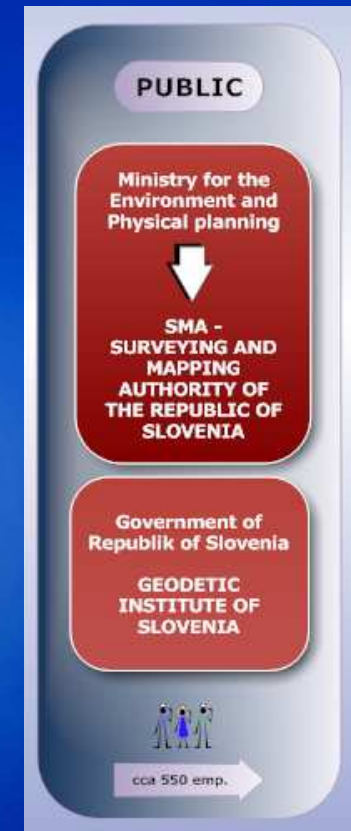 PUBLIC
Ministry for the
Environment and
Physical planning
SMA -
SURVEYING AND
MAPPING
AUTHORITY OF
THE REPUBLIC OF
SLOVENIA
Government of
Republik of Slovenia
GEODETIC
INSTITUTE OF
SLOVENIA
cca 550 emp.